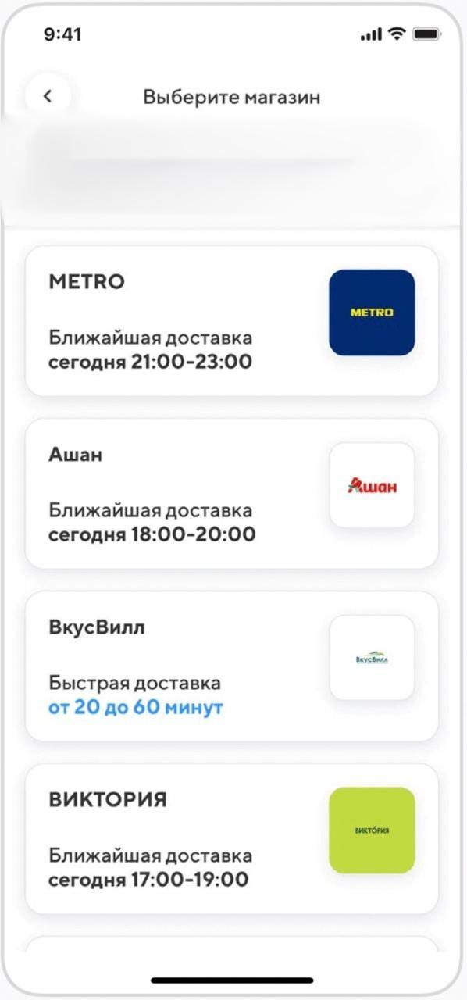 9:41
Выберите магазин
METRO
METRO
Ближайшая доставка
сегодня 21:00-23:00
Ашан
Ашан
Ближайшая доставка
сегодня 18:00-20:00
ВкусВилл
ВкусВилл
Быстрая доставка
от 20 до 60 минут
ВИКТОРИЯ
ВИКТОРИЯ
Ближайшая доставка
сегодня 17:00-19:00